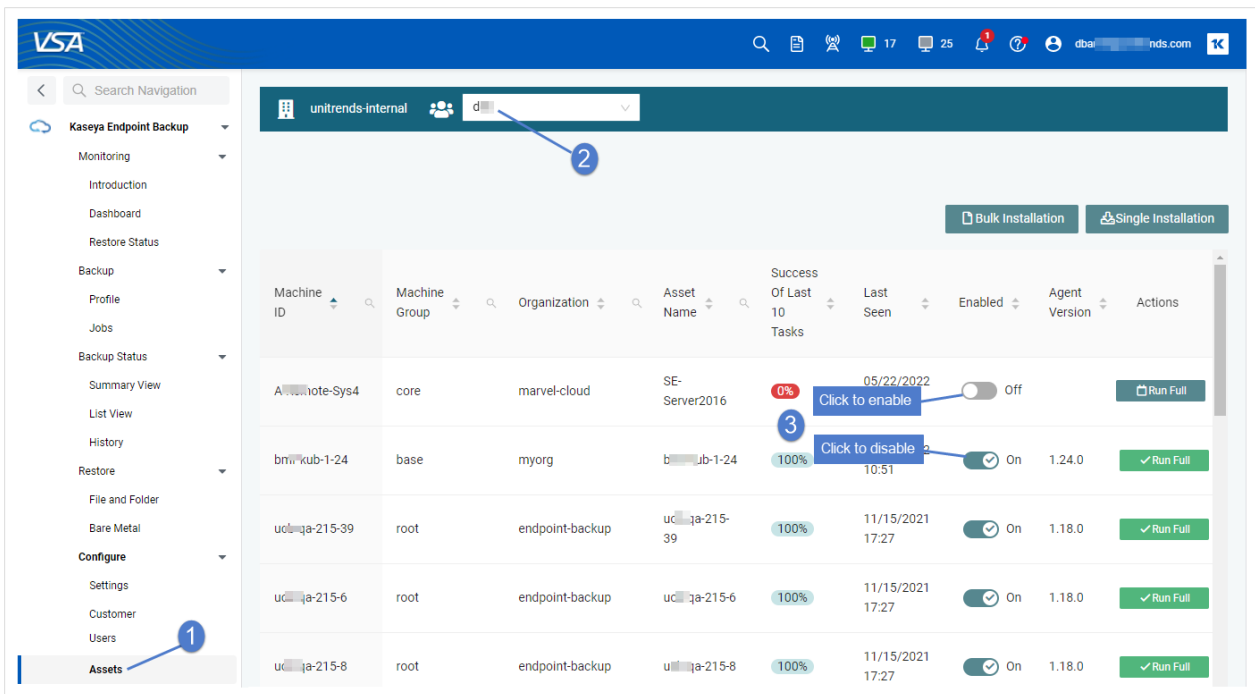 VSA
17
25
1
nds.com
1K
Search Navigation
Kaseya Endpoint Backup
Monitoring
Introduction
Dashboard
Restore Status
Backup
Profile
Jobs
Backup Status
Summary View
List View
History
Restore
File and Folder
Bare Metal
Configure
Settings
Customer
Users
Assets
1
unitrends-internal
2
Bulk Installation
Single Installation
Machine ID
Machine Group
Organization
Asset Name
Success Of Last 10 Tasks
Last Seen
Enabled
Agent Version
Actions
core
marvel-cloud
SE-
Server2016
0%
05/22/2022
Click to enable
Off
Run Full
3
base
myorg
100%
Click to disable
10:51
On
1.24.0
Run Full
root
endpoint-backup
100%
11/15/2021
17:27
On
1.18.0
Run Full
root
endpoint-backup
100%
11/15/2021
17:27
On
1.18.0
Run Full
root
endpoint-backup
100%
11/15/2021
17:27
On
1.18.0
Run Full